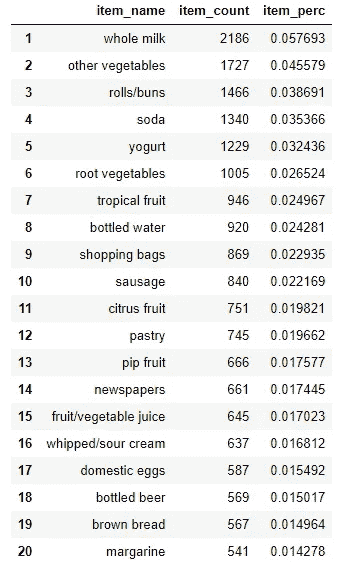 item_name item_count item_perc
1 whole milk 2186 0.057693
2 other vegetables 1727 0.045579
3 rolls/buns 1466 0.038691
4 soda 1340 0.035366
5 yogurt 1229 0.032436
6 root vegetables 1005 0.026524
7 tropical fruit 946 0.024967
8 bottled water 920 0.024281
9 shopping bags 869 0.022935
10 sausage 840 0.022169
11 citrus fruit 751 0.019821
12 pastry 745 0.019662
13 pip fruit 666 0.017577
14 newspapers 661 0.017445
15 fruit/vegetable juice 645 0.017023
16 whipped/sour cream 637 0.016812
17 domestic eggs 587 0.015492
18 bottled beer 569 0.015017
19 brown bread 567 0.014964
20 margarine 541 0.014278